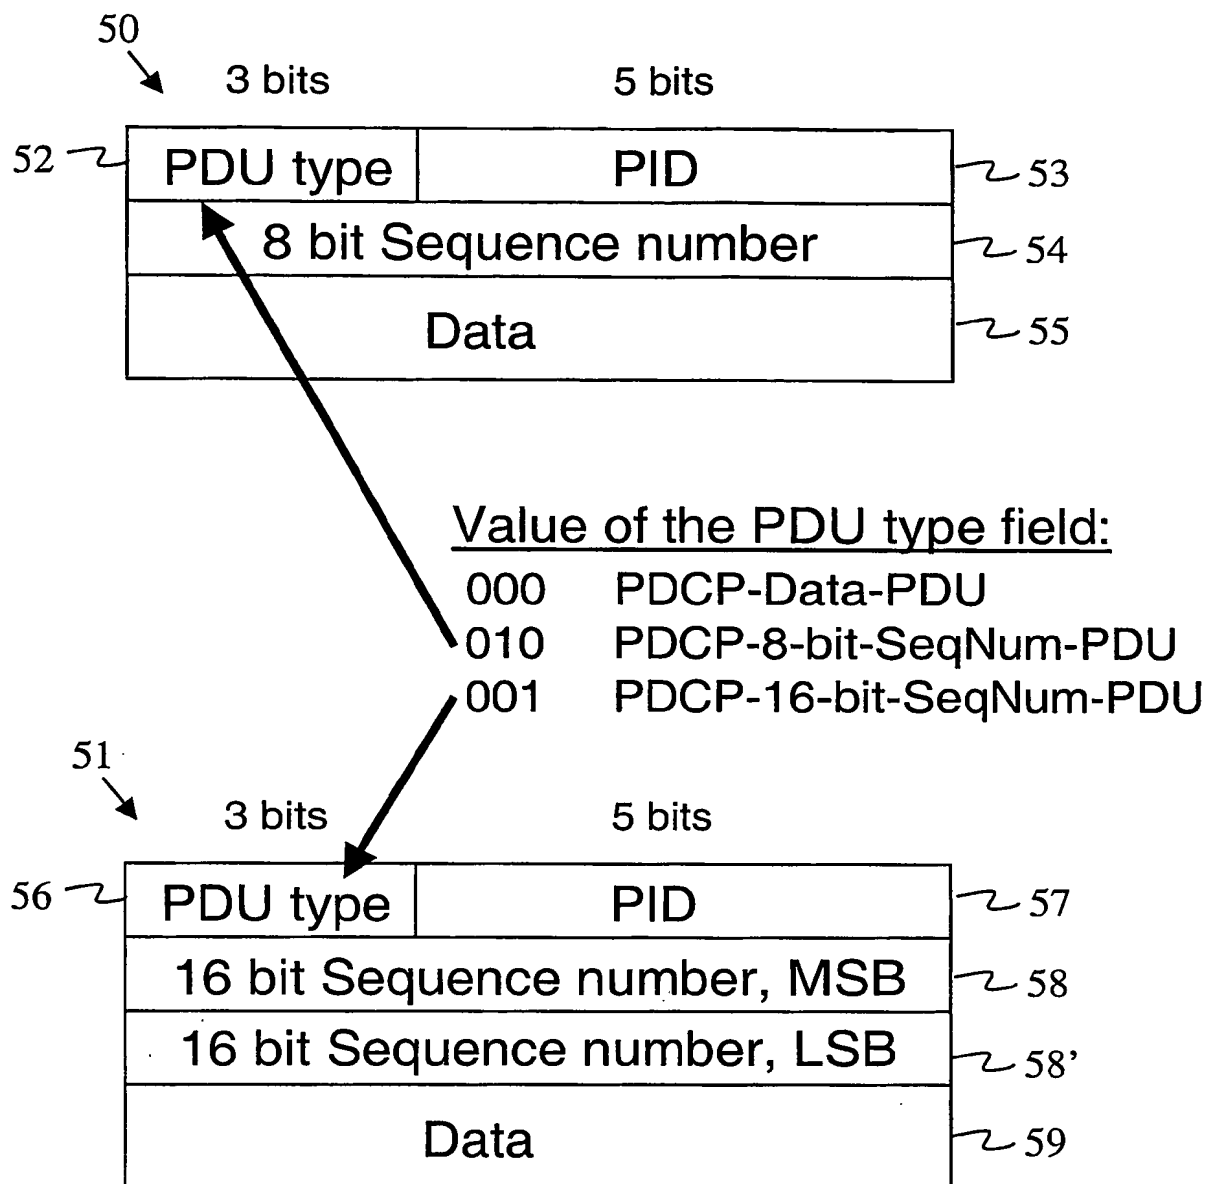 50
3 bits 5 bits
52 PDU type PID 53
8 bit Sequence number 54
Data 55
Value of the PDU type field:
000 PDCP-Data-PDU
010 PDCP-8-bit-SeqNum-PDU
001 PDCP-16-bit-SeqNum-PDU
51
3 bits 5 bits
56 PDU type PID 57
16 bit Sequence number, MSB 58
16 bit Sequence number, LSB 58'
Data 59